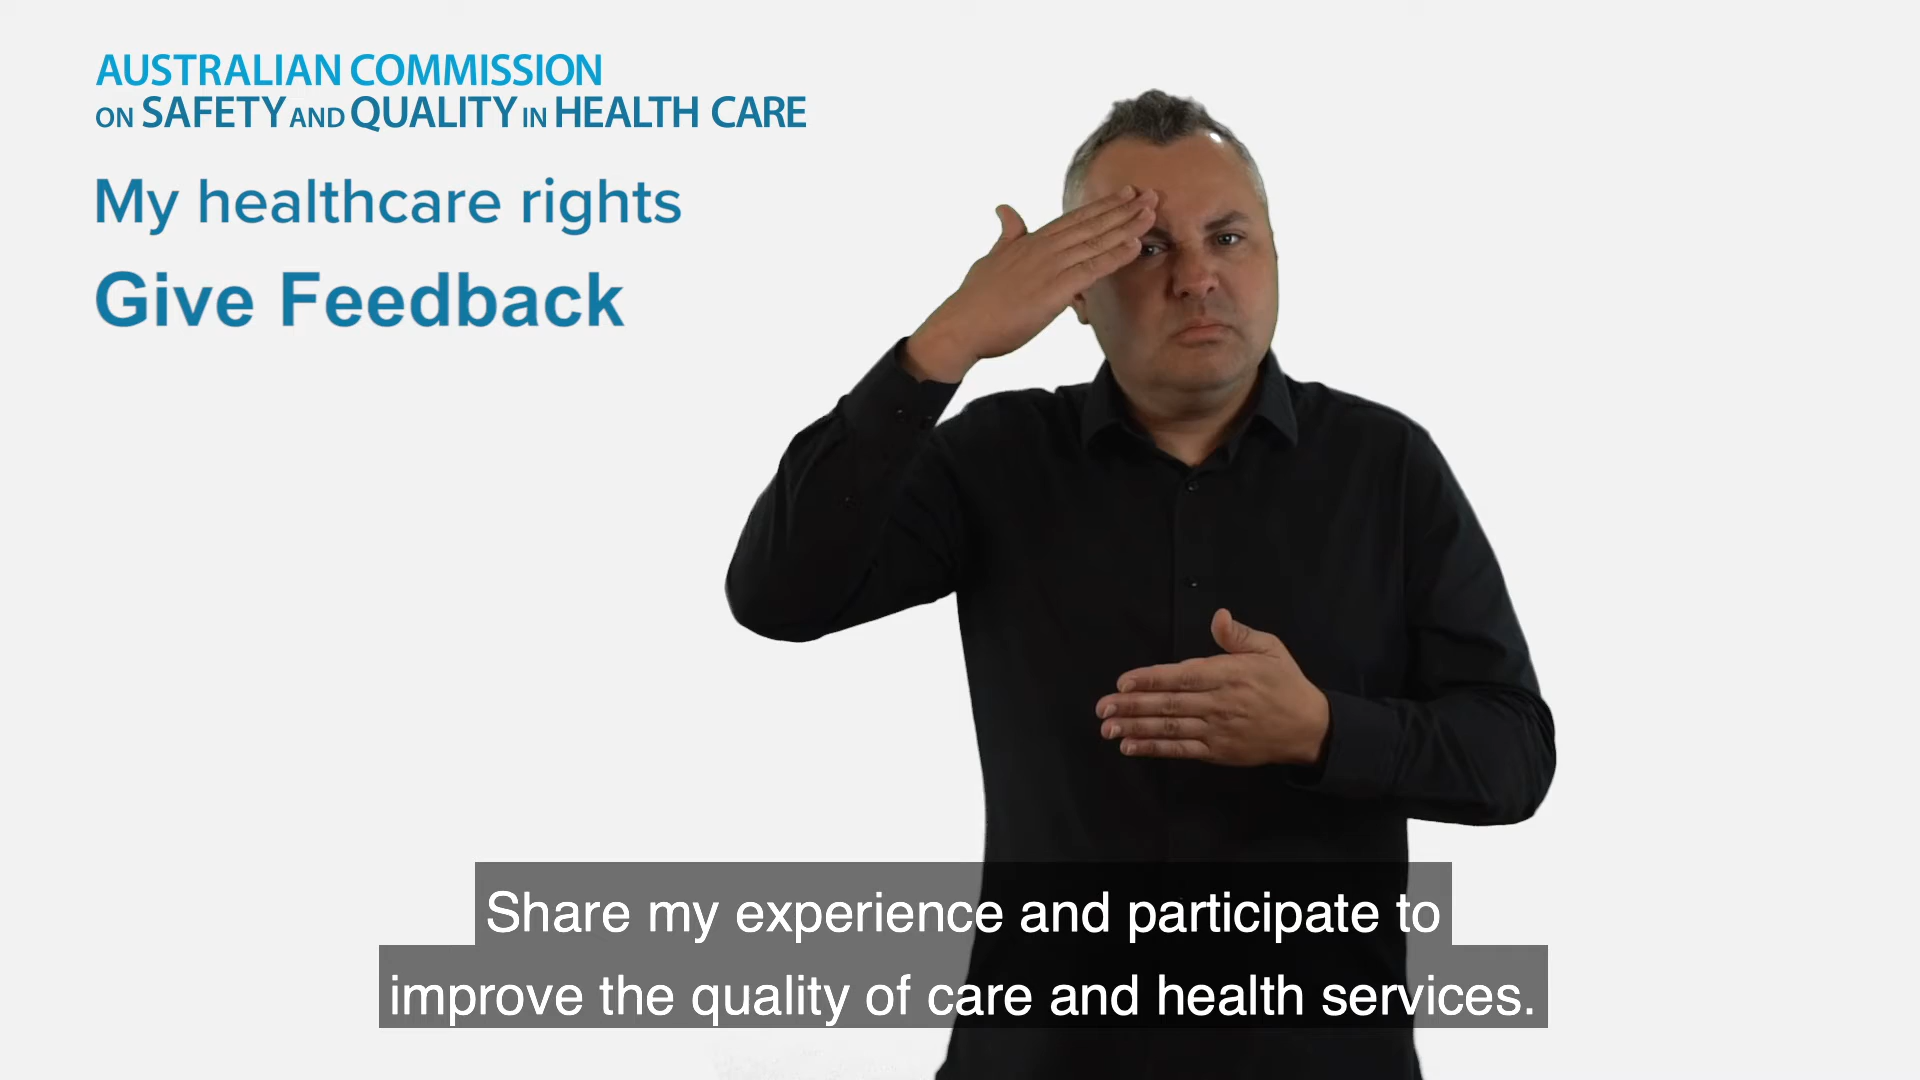 AUSTRALIAN COMMISSION
ON SAFETY AND QUALITY IN HEALTH CARE
My healthcare rights
Give Feedback
Share my experience and participate to
improve the quality of care and health services.